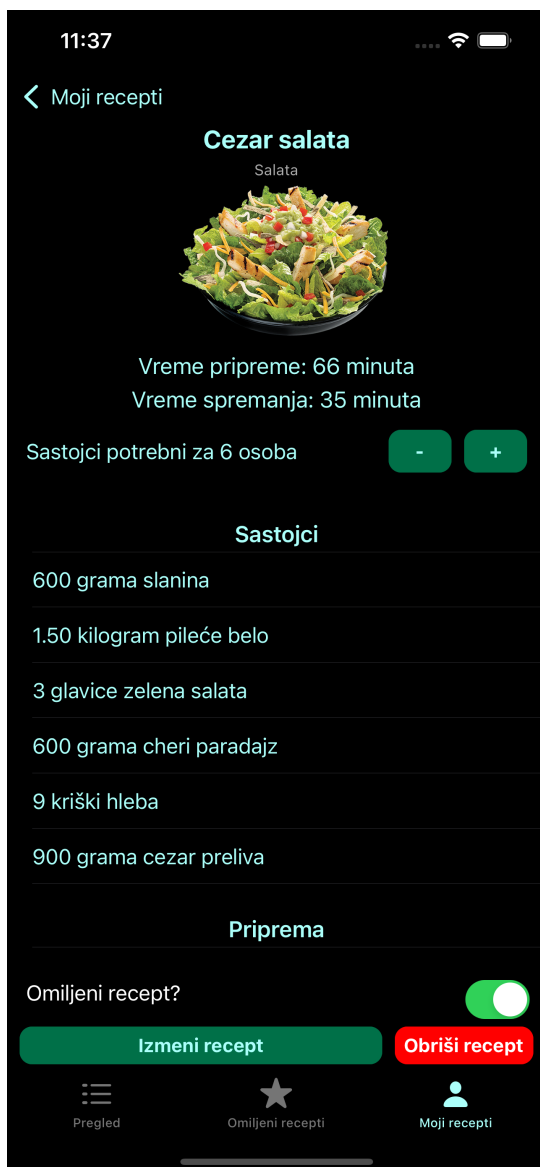 11:37
Moji recepti
Cezar salata
Salata
Vreme pripreme: 66 minuta
Vreme spremanja: 35 minuta
Sastojci potrebni za 6 osoba - +
Sastojci
600 grama slanina
1.50 kilogram pileće belo
3 glavice zelena salata
600 grama cheri paradajz
9 kriški hleba
900 grama cezar preliva
Priprema
Omiljeni recept?
Izmeni recept Obriši recept
Pregled Omiljeni recepti Moji recepti